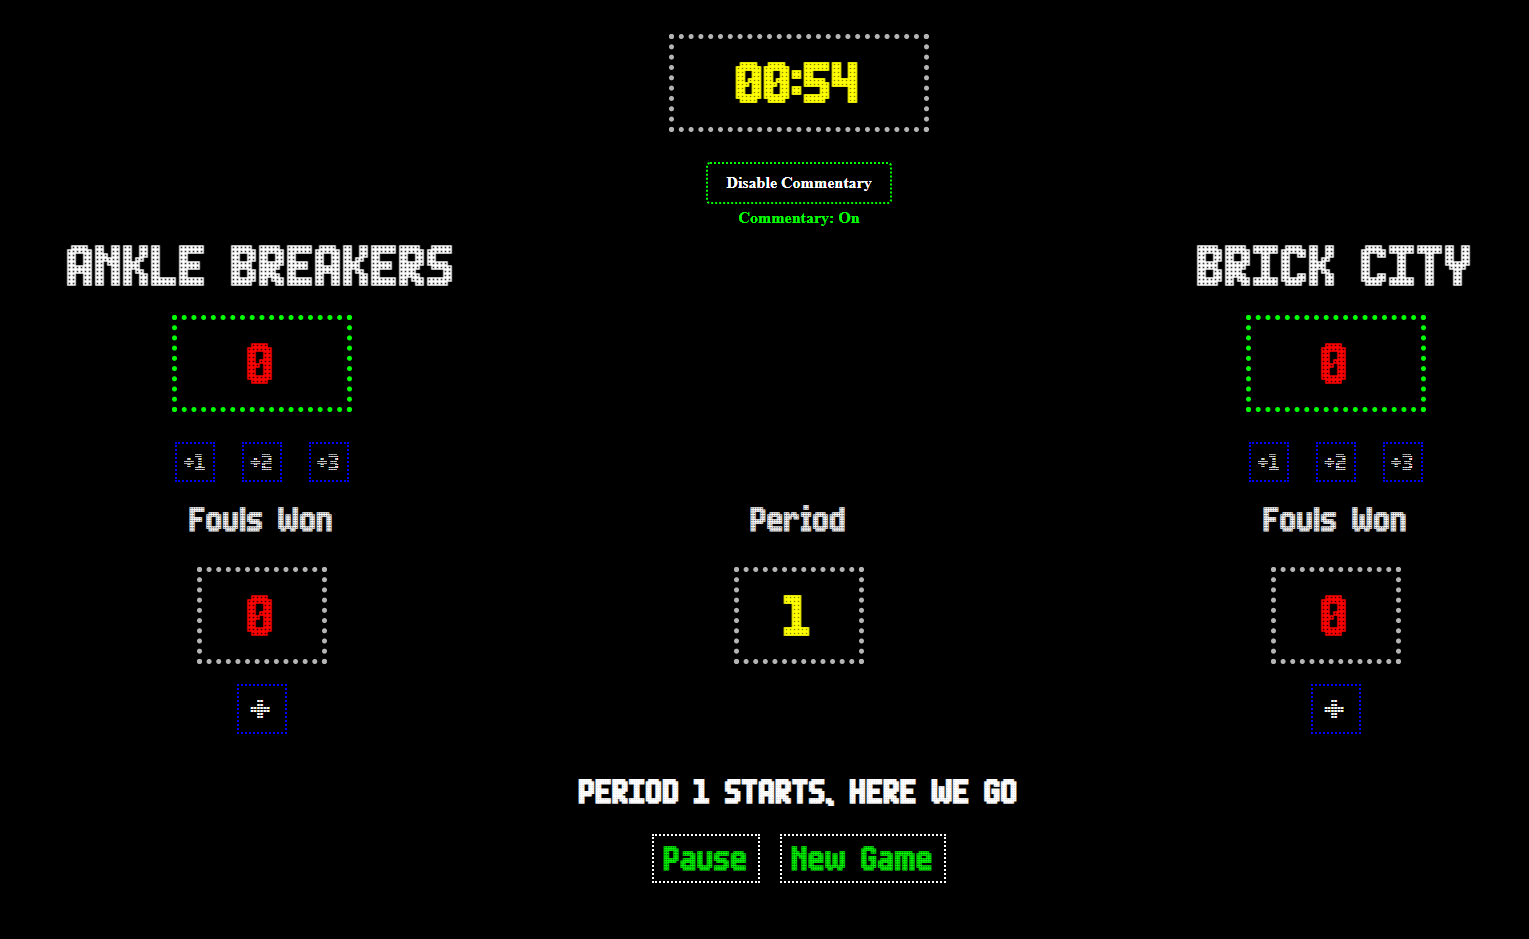 00:54
Disable Commentary
Commentary: On
ANKLE BREAKERS
BRICK CITY
0
0
+1 +2 +3
+1 +2 +3
Fouls Won
Period
Fouls Won
0
1
0
+
+
PERIOD 1 STARTS, HERE WE GO
Pause
New Game